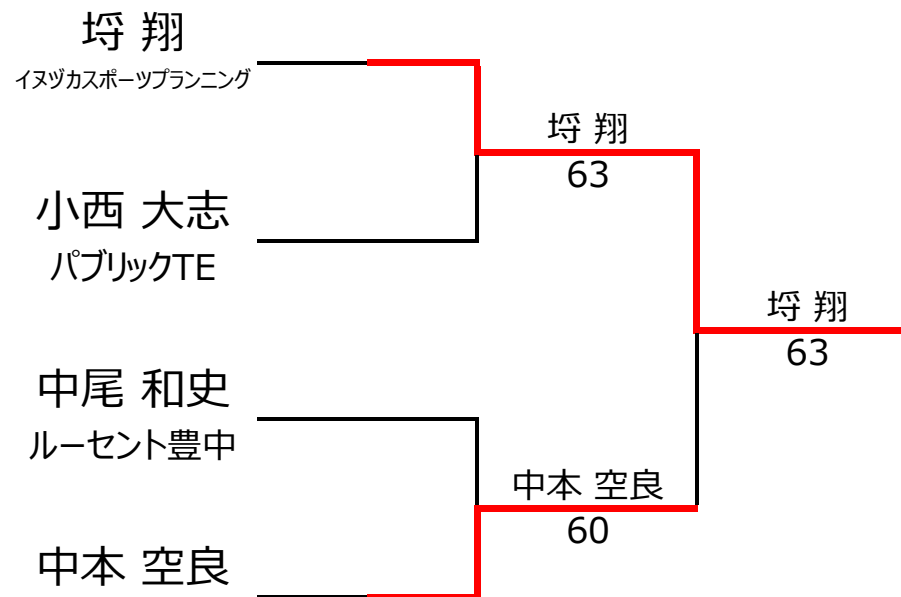 埒 翔
イヌヅカスポーツプランニング
埒 翔
63
小西 大志
パブリックTE
埒 翔
63
中尾 和史
ルーセント豊中
中本 空良
60
中本 空良